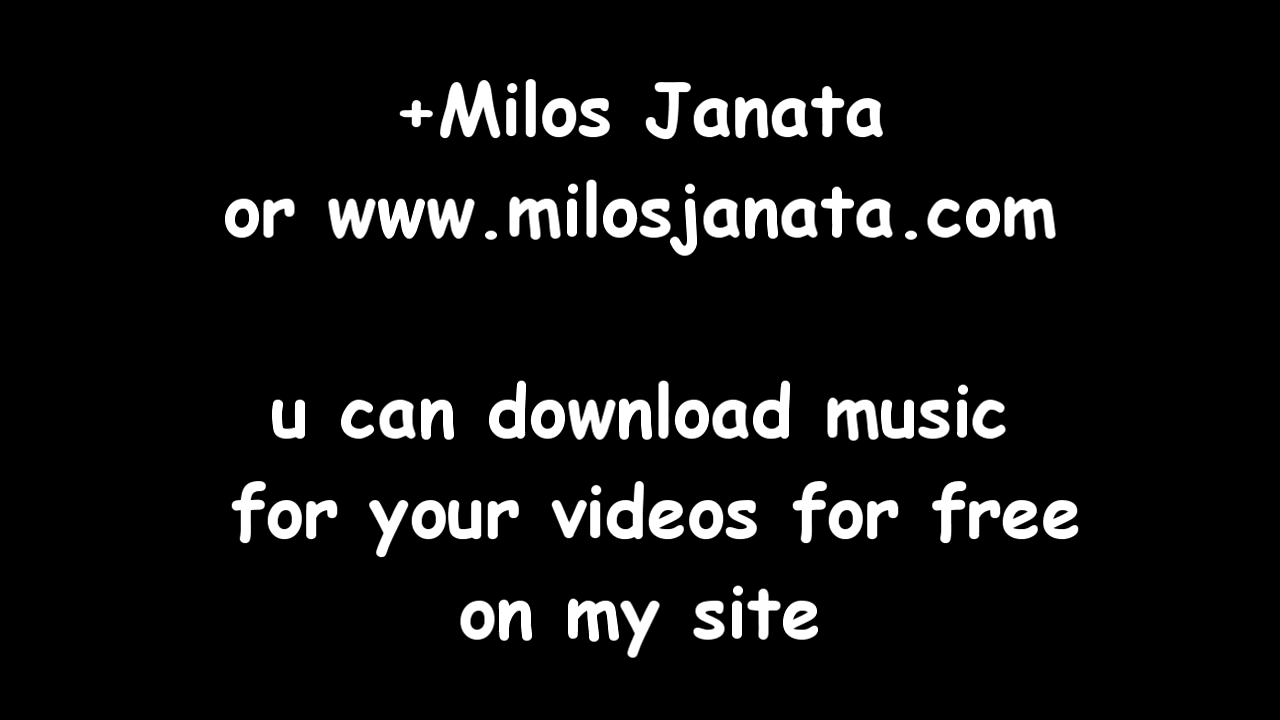 +Milos Janata
or www.milosjanata.com
u can download music
for your videos for free
on my site